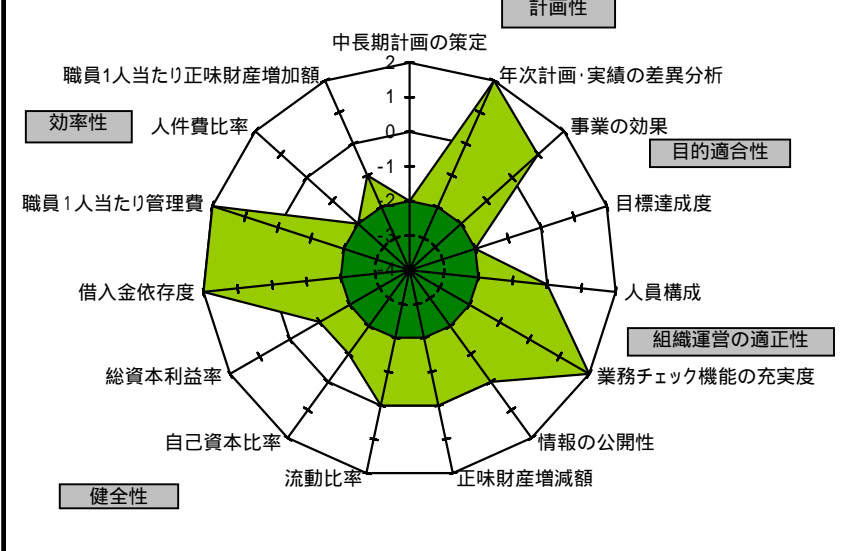 計画性
中長期計画の策定
職員1人当たり正味財産増加額
年次計画･実績の差異分析
効率性
人件費比率
事業の効果
目的適合性
職員1人当たり管理費
目標達成度
借入金依存度
人員構成
組織運営の適正性
総資本利益率
業務チェック機能の充実度
自己資本比率
情報の公開性
流動比率
正味財産増減額
健全性
2
1
0
-1
-2
-3
-4